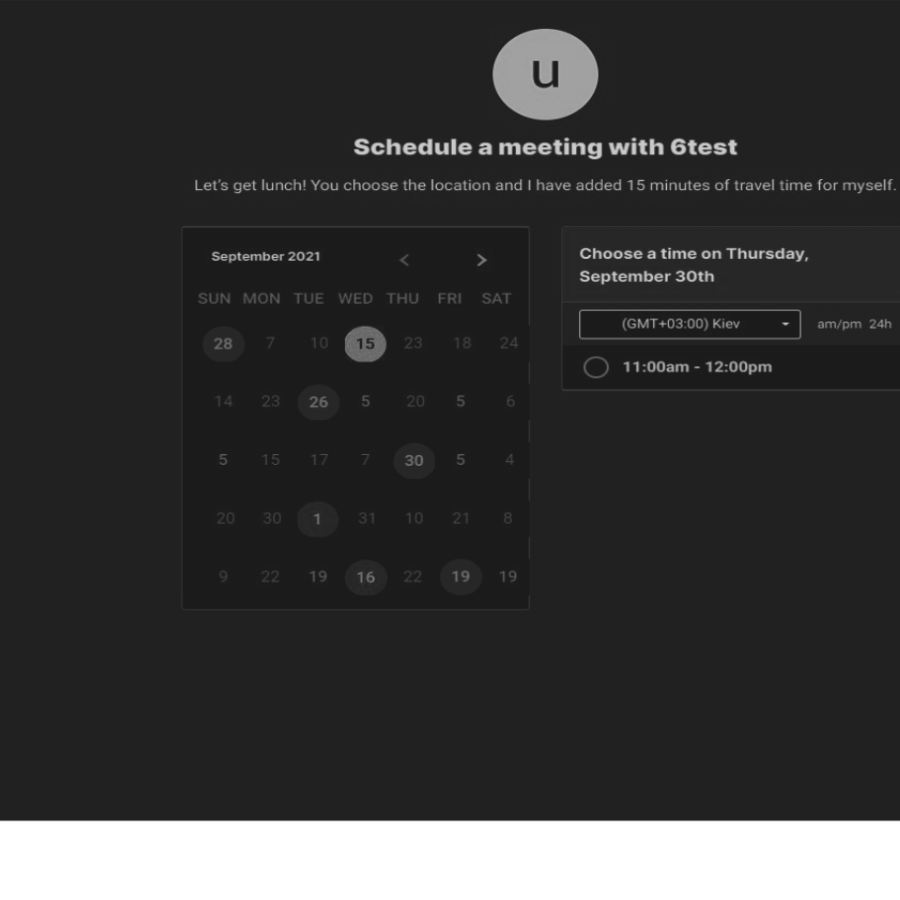 u
Schedule a meeting with 6test
Let's get lunch! You choose the location and I have added 15 minutes of travel time for myself.
September 2021
SUN MON TUE WED THU FRI SAT
28 7 10 15 23 18 24
14 23 26 5 20 5 6
5 15 17 7 30 5 4
20 30 1 31 10 21 8
9 22 19 16 22 19 19
Choose a time on Thursday,
September 30th
(GMT+03:00) Kiev am/pm 24h
11:00am - 12:00pm